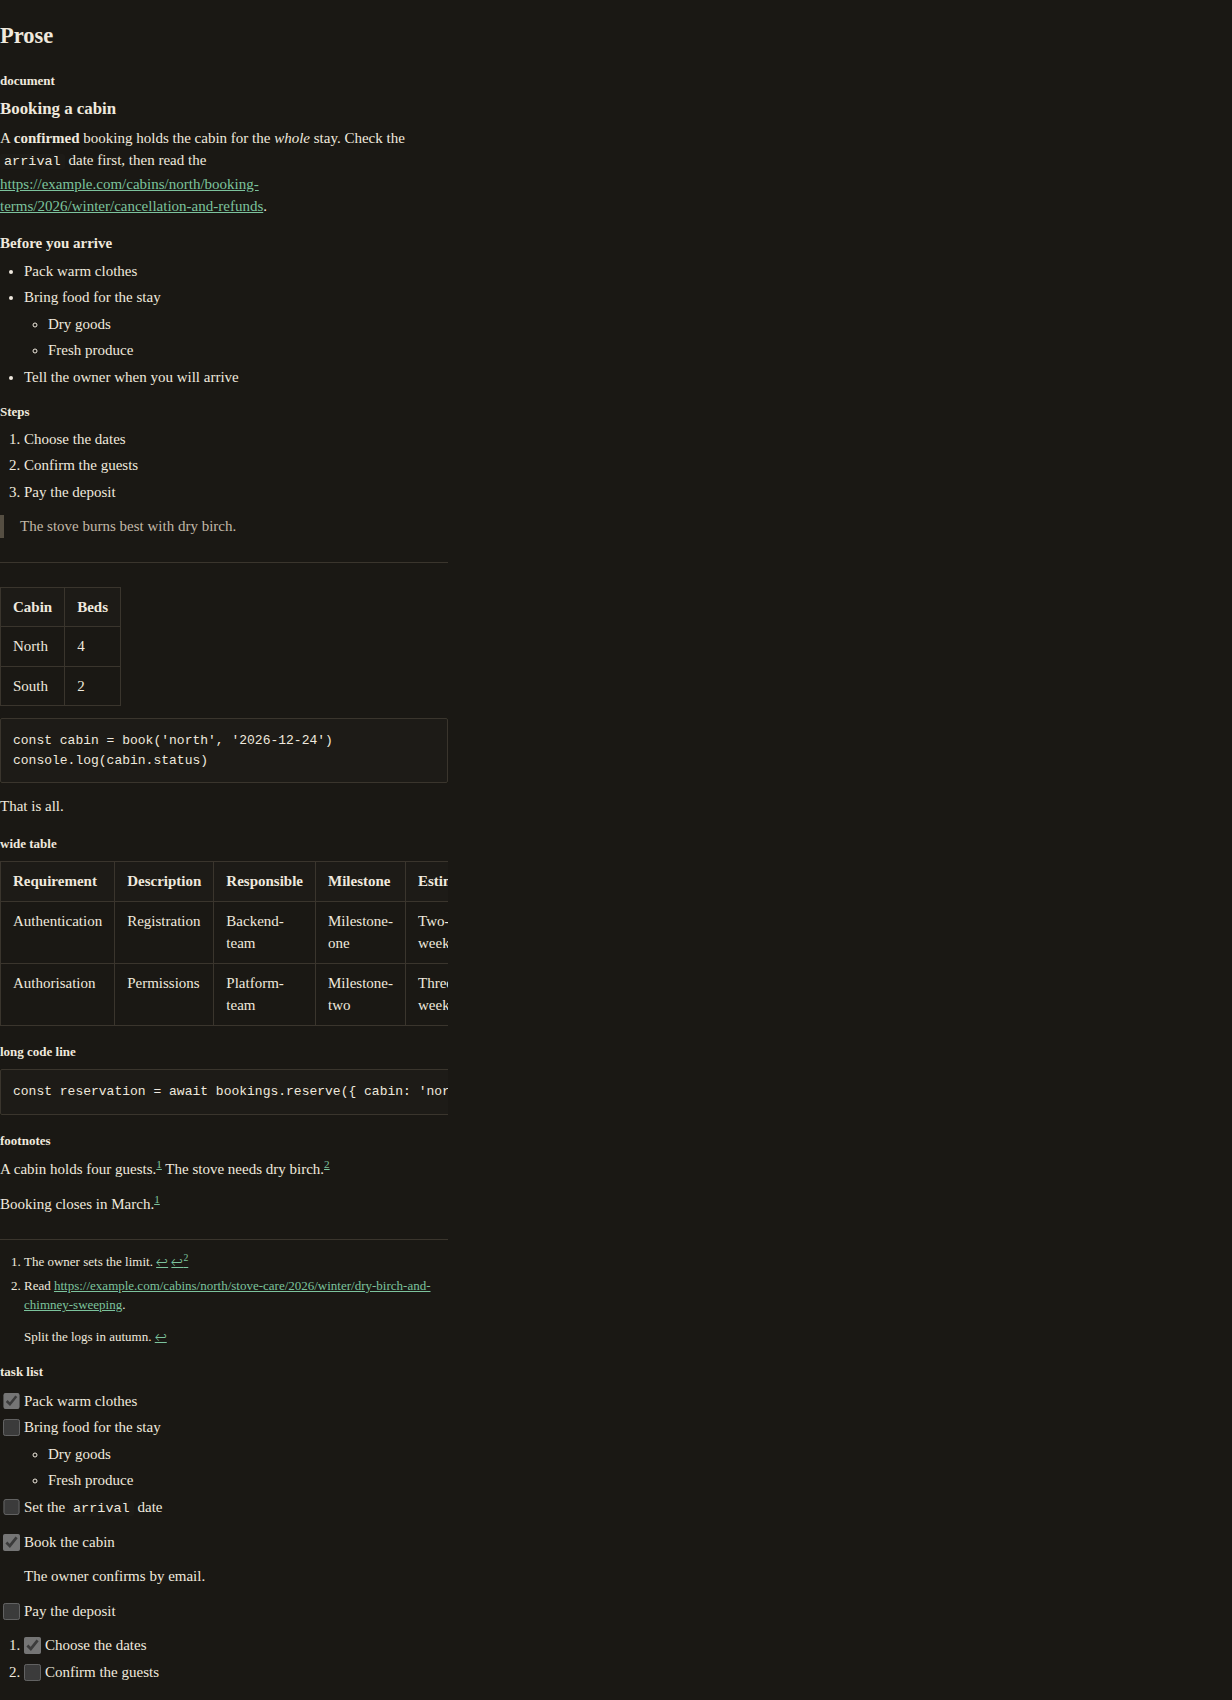 Prose
document
Booking a cabin
A confirmed booking holds the cabin for the whole stay. Check the
arrival date first, then read the
https://example.com/cabins/north/booking-
terms/2026/winter/cancellation-and-refunds.
Before you arrive
• Pack warm clothes
• Bring food for the stay
◦ Dry goods
◦ Fresh produce
• Tell the owner when you will arrive
Steps
1. Choose the dates
2. Confirm the guests
3. Pay the deposit
The stove burns best with dry birch.
Cabin Beds
North 4
South 2
const cabin = book('north', '2026-12-24')
console.log(cabin.status)
That is all.
wide table
Requirement Description Responsible Milestone
Authentication Registration Backend- Milestone- Two-
team one week
Authorisation Permissions Platform- Milestone-
team two week
long code line
const reservation = await bookings.reserve({ cabin: 'nor
footnotes
A cabin holds four guests.1 The stove needs dry birch.2
Booking closes in March.1
1. The owner sets the limit. ↩ ↩2
2. Read https://example.com/cabins/north/stove-care/2026/winter/dry-birch-and-
chimney-sweeping.
Split the logs in autumn. ↩
task list
Pack warm clothes
Bring food for the stay
◦ Dry goods
◦ Fresh produce
Set the arrival date
Book the cabin
The owner confirms by email.
Pay the deposit
1. Choose the dates
2. Confirm the guests